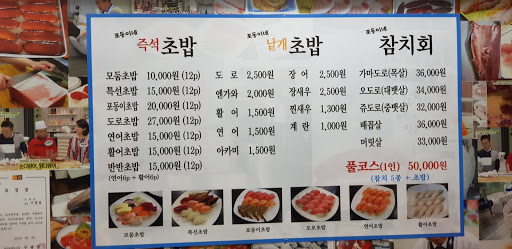 포동이네
즉석 초밥
모둠초밥 10,000원 (12p)
특선초밥 15,000원 (12p)
포동이초밥 20,000원 (12p)
도로초밥 27,000원 (12p)
연어초밥 15,000원 (12p)
활어초밥 15,000원 (12p)
반반초밥 15,000원 (12p)
(연어6p + 활어6p)
포동이네
낱개 초밥
도 로 2,500원 장 어 2,500원
엔가와 2,000원 장새우 2,500원
활 어 1,500원 찐새우 1,300원
연 어 1,500원 계 란 1,000원
아카미 1,500원
포동이네
참치회
가마도로(목살) 36,000원
오도로(대뱃살) 34,000원
쥬도로(중뱃살) 32,000원
배꼽살 36,000원
머릿살 33,000원
풀코스(1인) 50,000원
(참치 5종 + 초밥)
모둠초밥 특선초밥 포동이초밥 도로초밥 연어초밥 활어초밥